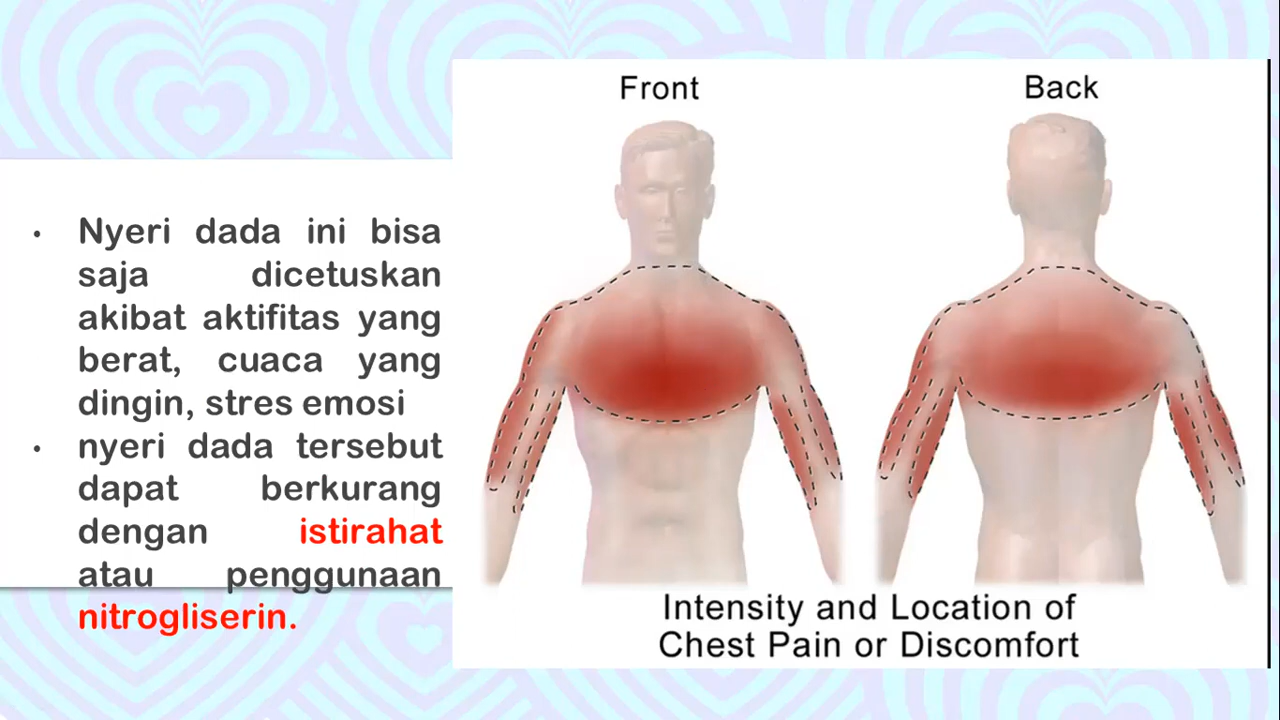 • Nyeri dada ini bisa
saja dicetuskan
akibat aktifitas yang
berat, cuaca yang
dingin, stres emosi
• nyeri dada tersebut
dapat berkurang
dengan istirahat
atau penggunaan
nitrogliserin.
Front
Back
Intensity and Location of
Chest Pain or Discomfort